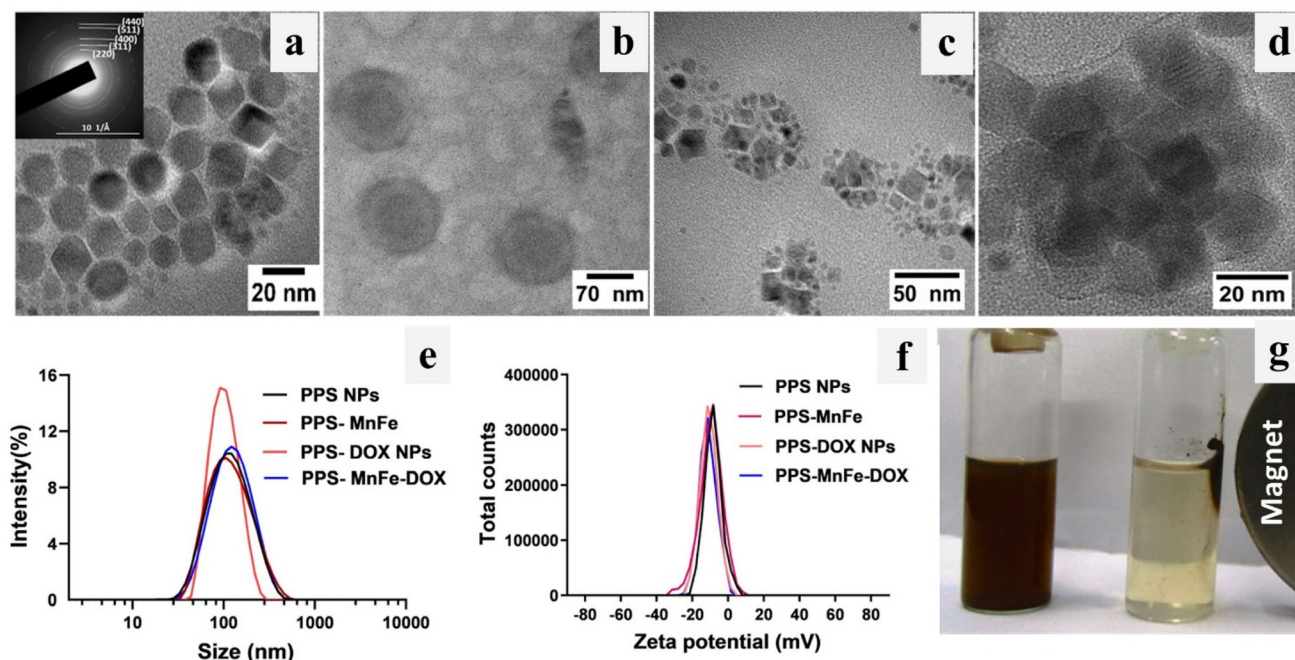 a
(440)
(511)
(400)
(311)
(220)
10 1/Å
20 nm
b
70 nm
c
50 nm
d
20 nm
e
16
12
8
4
0
Intensity(%)
10
100
1000
10000
Size (nm)
PPS NPs
PPS- MnFe
PPS- DOX NPs
PPS- MnFe-DOX
f
400000
300000
200000
100000
0
Total counts
-80 -60 -40 -20 0 20 40 60 80
Zeta potential (mV)
PPS NPs
PPS-MnFe
PPS-DOX NPs
PPS-MnFe-DOX
g
Magnet